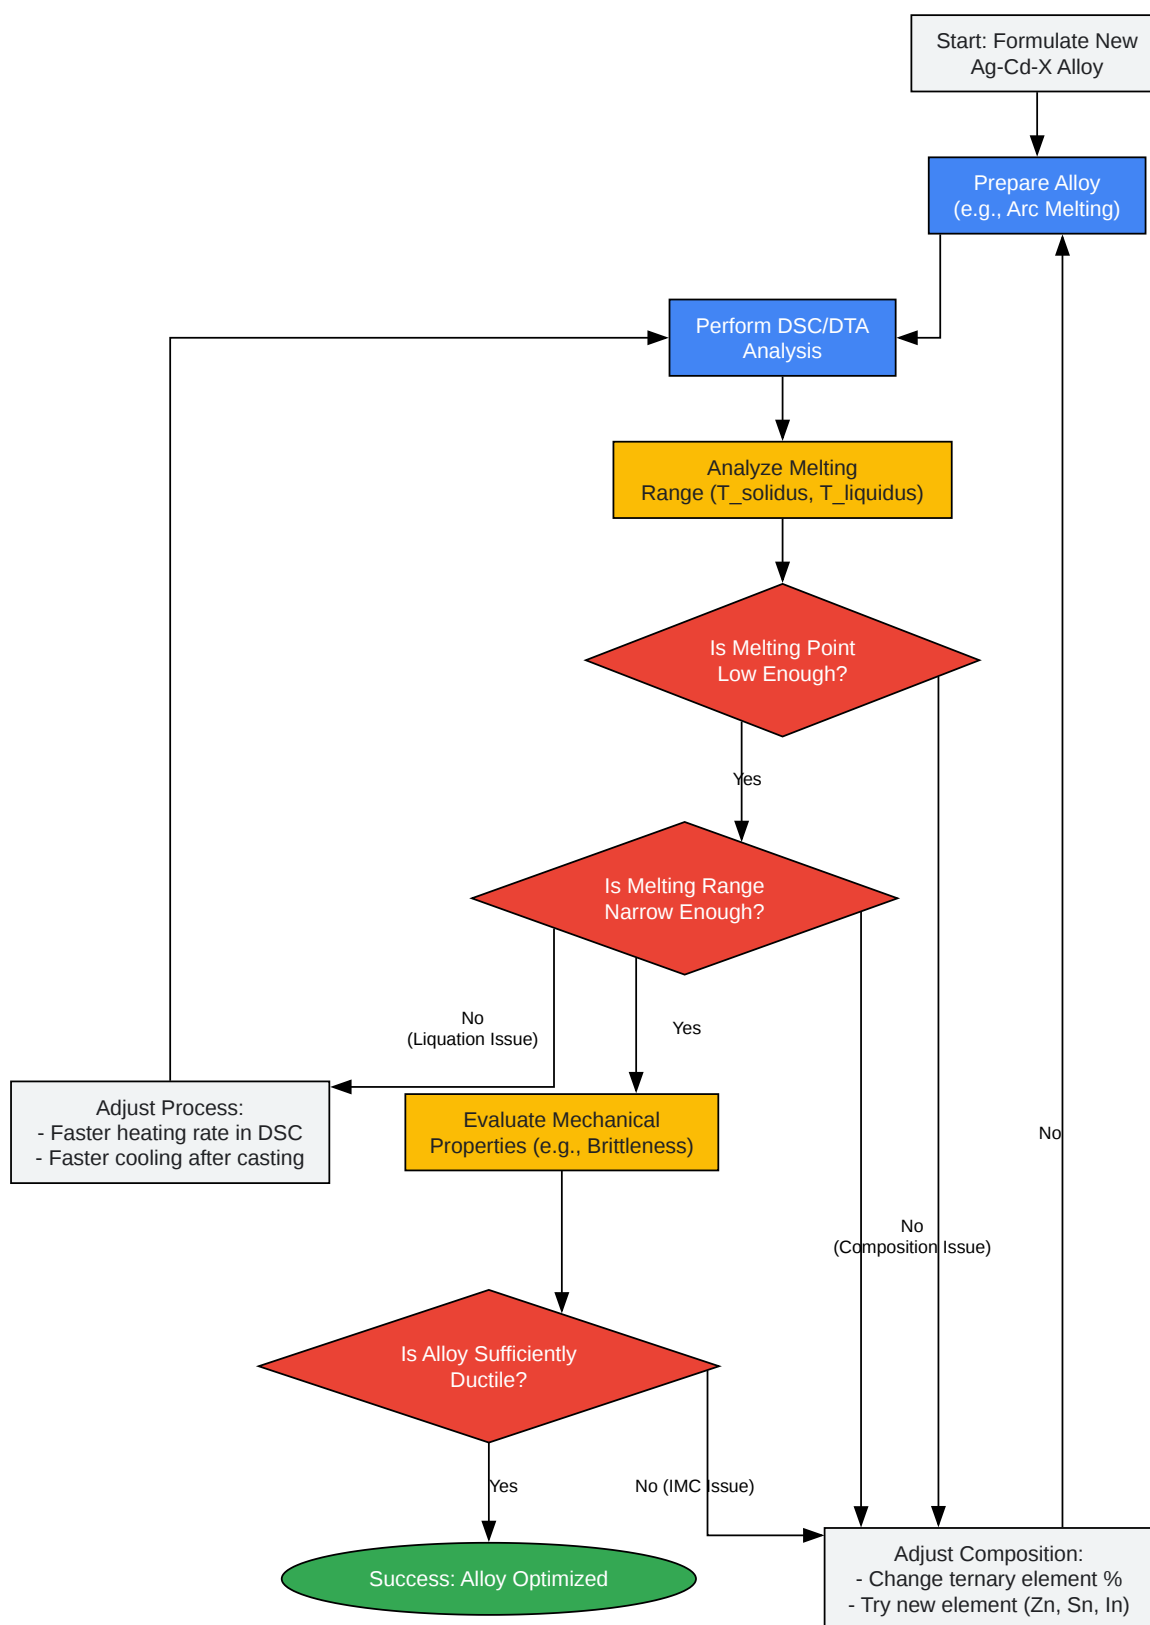 Start: Formulate New
Ag-Cd-X Alloy
Prepare Alloy
(e.g., Arc Melting)
Perform DSC/DTA
Analysis
Analyze Melting
Range (T_solidus, T_liquidus)
Is Melting Point
Low Enough?
Yes
Is Melting Range
Narrow Enough?
No
(Liquation Issue)
Yes
Adjust Process:
- Faster heating rate in DSC
- Faster cooling after casting
Evaluate Mechanical
Properties (e.g., Brittleness)
No
No
(Composition Issue)
Is Alloy Sufficiently
Ductile?
Yes
No (IMC Issue)
Success: Alloy Optimized
Adjust Composition:
- Change ternary element %
- Try new element (Zn, Sn, In)